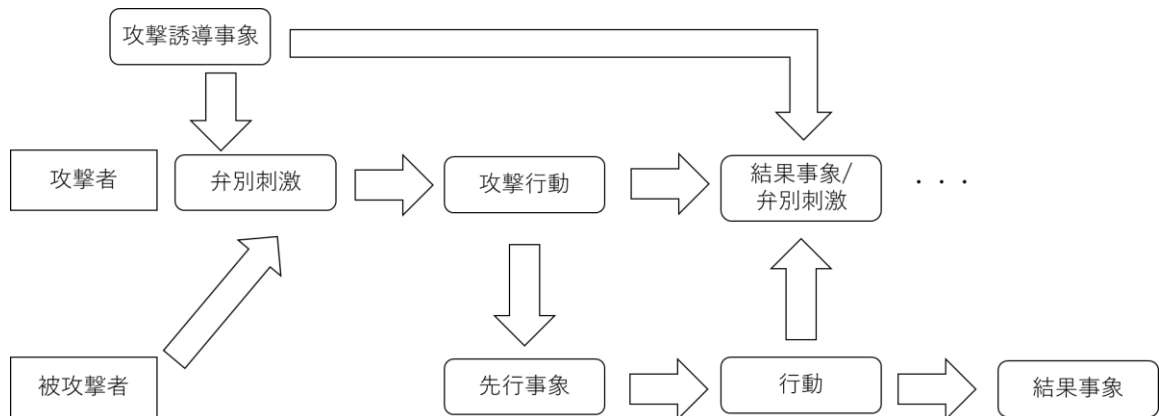 攻撃誘導事象
攻撃者
弁別刺激
攻撃行動
結果事象/
弁別刺激
・・・
被攻撃者
先行事象
行動
結果事象